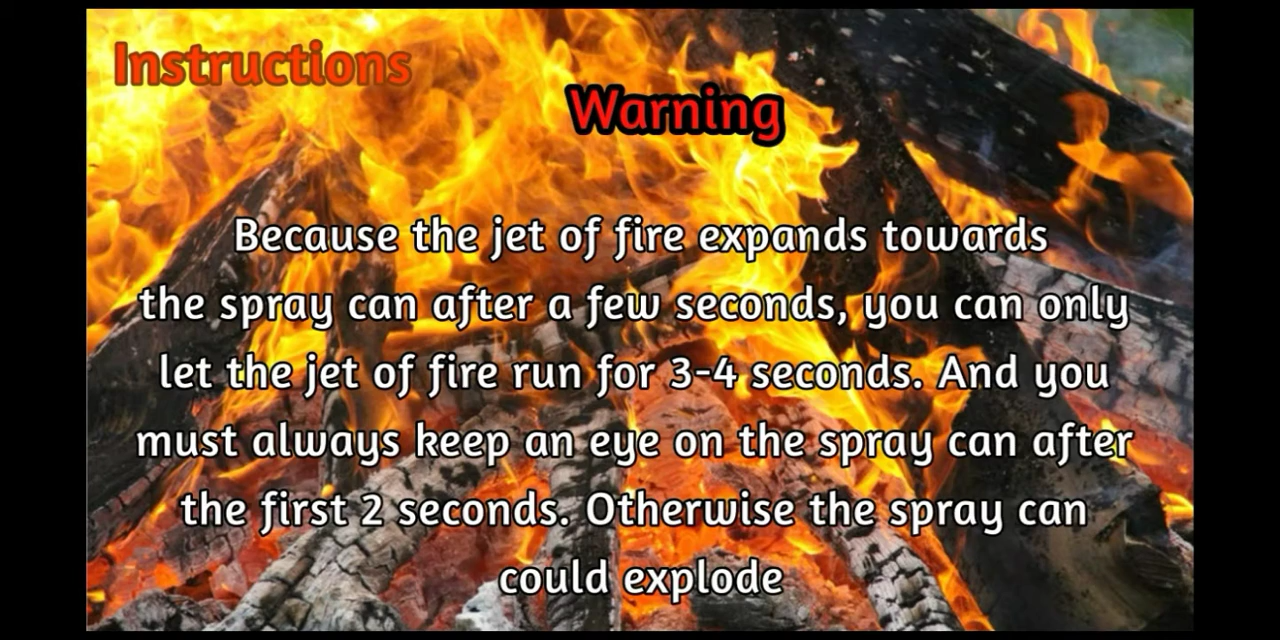 Instructions
Warning
Because the jet of fire expands towards
the spray can after a few seconds, you can only
let the jet of fire run for 3-4 seconds. And you
must always keep an eye on the spray can after
the first 2 seconds. Otherwise the spray can
could explode